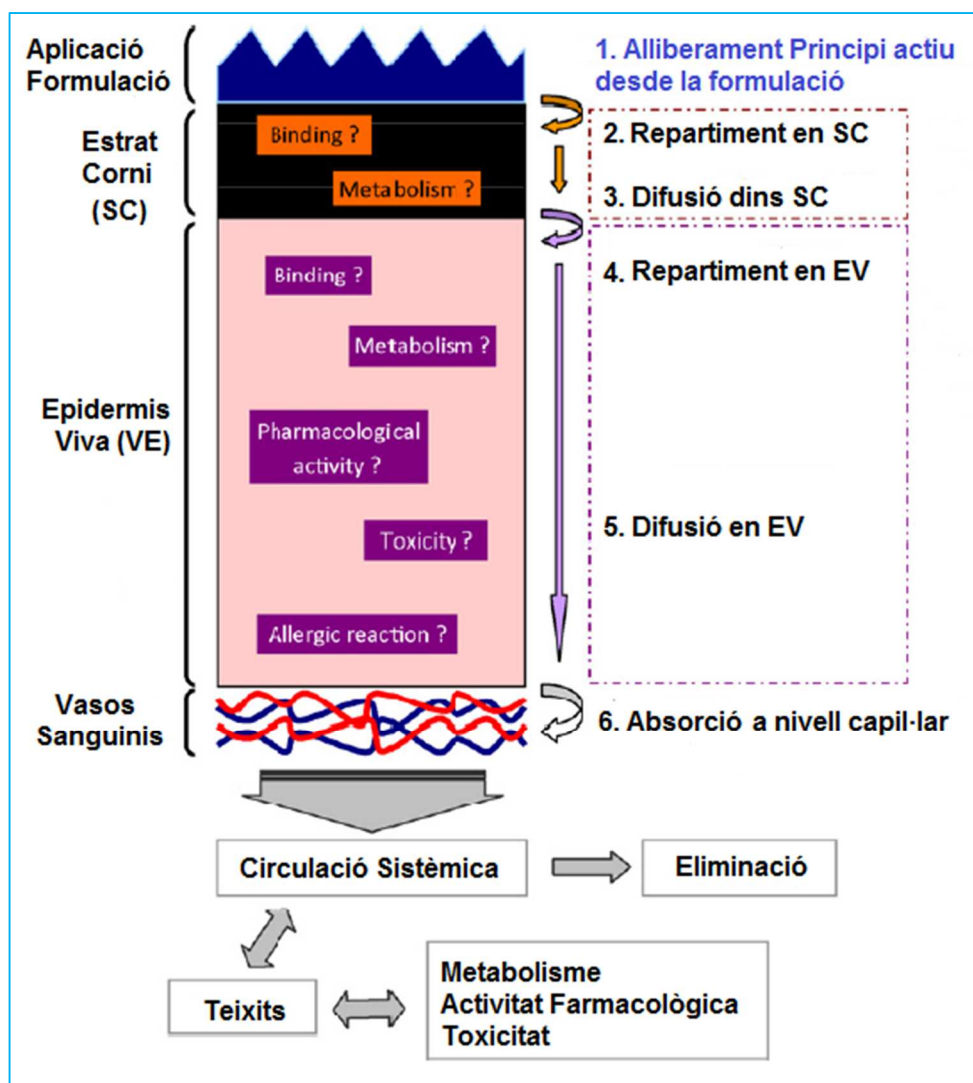 Aplicació
Formulació
1. Alliberament Principi actiu
desde la formulació
Estrat
Corni
(SC)
Binding ?
Metabolism ?
2. Repartiment en SC
3. Difusió dins SC
Epidermis
Viva (VE)
Binding ?
Metabolism ?
Pharmacological
activity ?
Toxicity ?
Allergic reaction ?
4. Repartiment en EV
5. Difusió en EV
Vasos
Sanguinis
6. Absorció a nivell capil·lar
Circulació Sistèmica
Eliminació
Teixits
Metabolisme
Activitat Farmacològica
Toxicitat